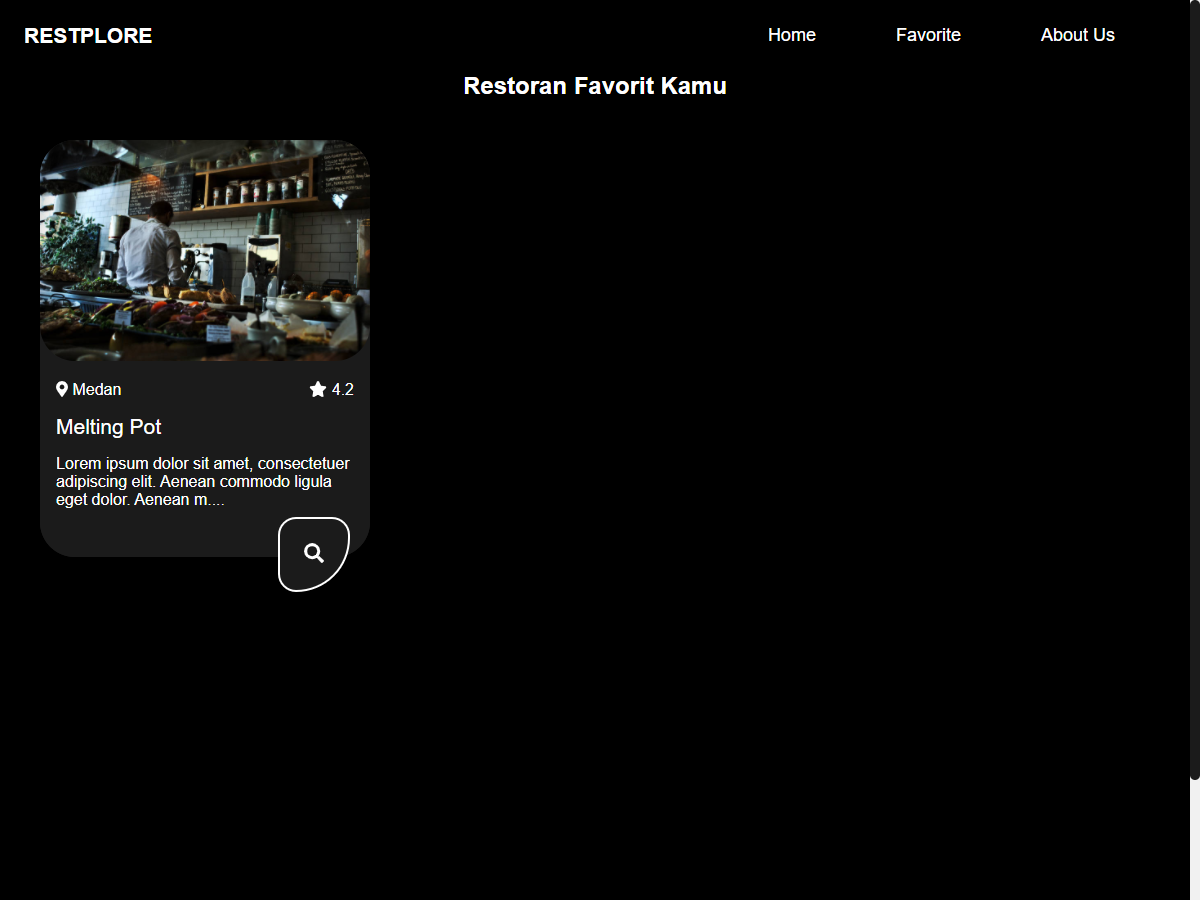 RESTPLORE
Home
Favorite
About Us
Restoran Favorit Kamu
Medan
4.2
Melting Pot
Lorem ipsum dolor sit amet, consectetuer
adipiscing elit. Aenean commodo ligula
eget dolor. Aenean m....